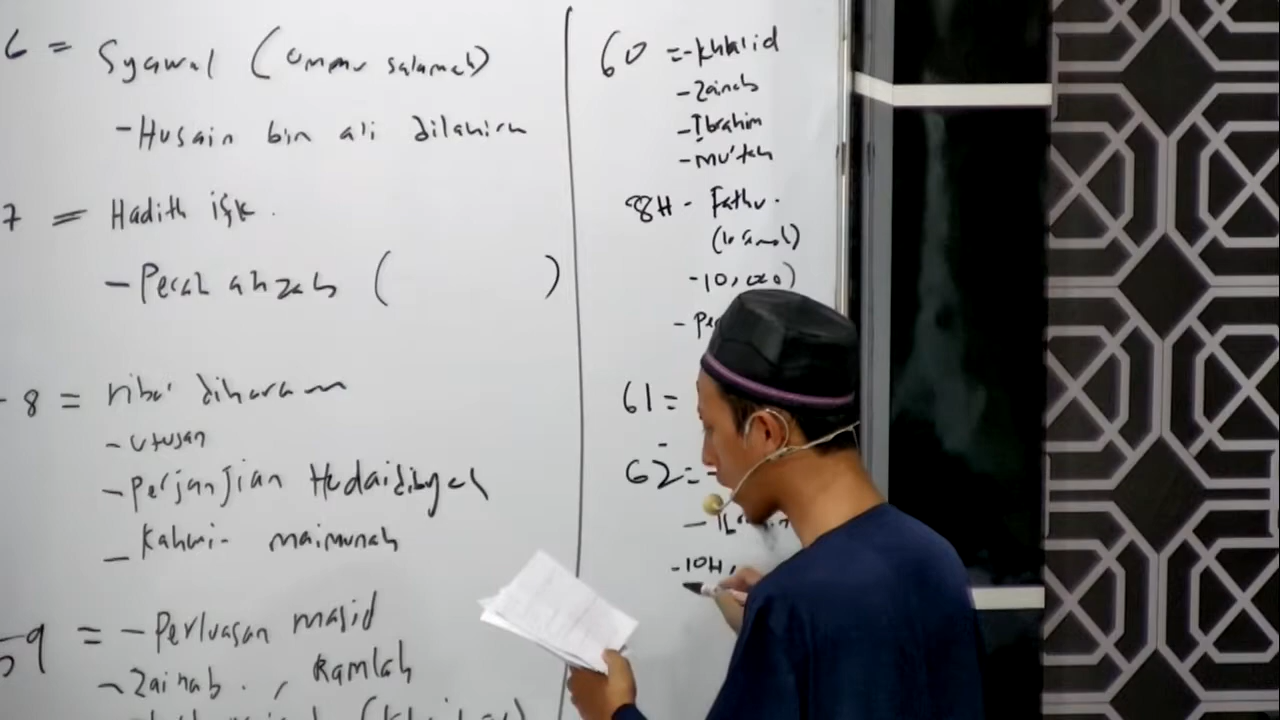 6 = Syawal (Ummu Salamah)
- Husain bin ali dilahirn
7 = Hadith ifk.
- Perang ahzab ( )
8 = riba' diharam
- Utusan
- Perjanjian Hudaibiyah
- Kahwin maimunah
59 = - Perluasan masjid
- Zainab . , Ramlah
60 = - Khalid
- Zainab
- Ibrahim
- Mu'tah
8H - Fathu.
- 10,000)
61 =
62 = -
- 10H,